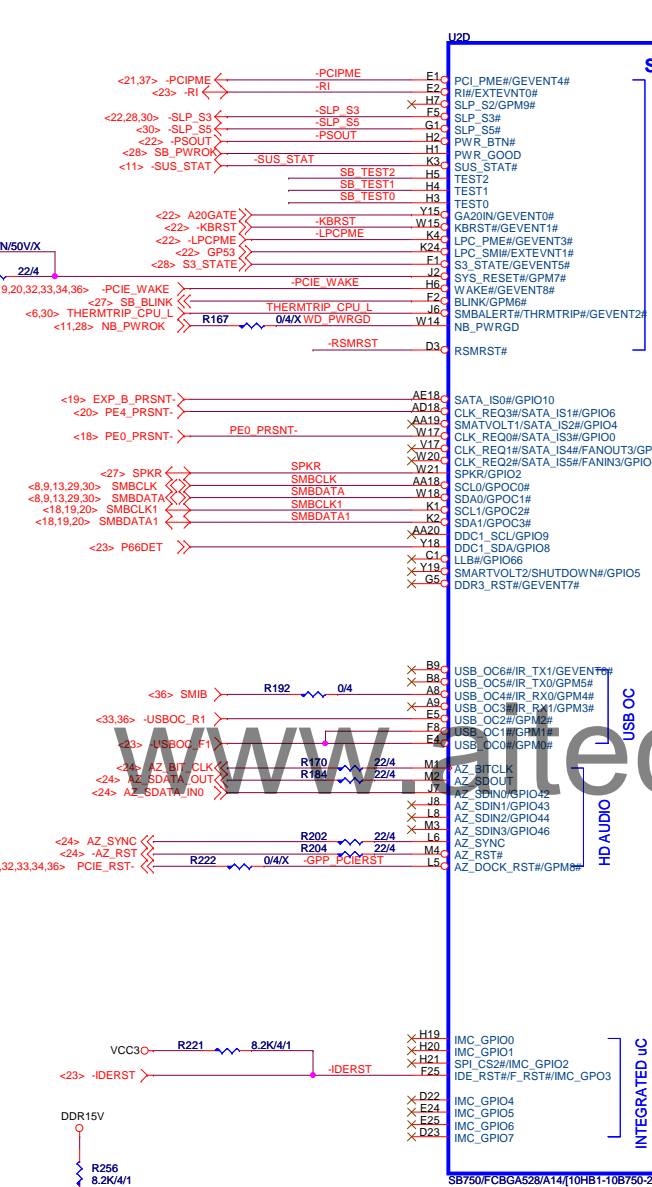 U2D
S
<21,37> -PCIPME -PCIPME E1 PCI_PME#/GEVENT4#
<23> -RI -RI E2 RI#/EXTEVNT0#
H7 SLP_S2/GPM9#
<22,28,30> -SLP_S3 -SLP_S3 F5 SLP_S3#
<30> -SLP_S5 -SLP_S5 G1 SLP_S5#
<22> -PSOUT -PSOUT H2 PWR_BTN#
<28> SB_PWROK H1 PWR_GOOD
<11> -SUS_STAT -SUS_STAT K3 SUS_STAT#
SB_TEST2 H5 TEST2
SB_TEST1 H4 TEST1
SB_TEST0 H3 TEST0
<22> A20GATE Y15 GA20IN/GEVENT0#
<22> -KBRST -KBRST W15 KBRST#/GEVENT1#
<22> -LPCPME -LPCPME K4 LPC_PME#/GEVENT3#
<22> GP53 K24 LPC_SMI#/EXTEVNT1#
N/50V/X
<28> S3_STATE F1 S3_STATE/GEVENT5#
22/4 J2 SYS_RESET#/GPM7#
9,20,32,33,34,36> -PCIE_WAKE -PCIE_WAKE H6 WAKE#/GEVENT8#
<27> SB_BLINK F2 BLINK/GPM6#
<6,30> THERMTRIP_CPU_L THERMTRIP_CPU_L J6 SMBALERT#/THRMTRIP#/GEVENT2#
<11,28> NB_PWROK R167 0/4/X WD_PWRGD W14 NB_PWRGD
-RSMRST D3 RSMRST#
<19> EXP_B_PRSNT- AE18 SATA_IS0#/GPIO10
<20> PE4_PRSNT- AD18 CLK_REQ3#/SATA_IS1#/GPIO6
AA19 SMATVOLT1/SATA_IS2#/GPIO4
<18> PE0_PRSNT- PE0_PRSNT- W17 CLK_REQ0#/SATA_IS3#/GPIO0
V17 CLK_REQ1#/SATA_IS4#/FANOUT3/GP
W20 CLK_REQ2#/SATA_IS5#/FANIN3/GPIO
<27> SPKR SPKR W21 SPKR/GPIO2
<8,9,13,29,30> SMBCLK SMBCLK AA18 SCL0/GPOC0#
<8,9,13,29,30> SMBDATA SMBDATA W18 SDA0/GPOC1#
<18,19,20> SMBCLK1 SMBCLK1 K1 SCL1/GPOC2#
<18,19,20> SMBDATA1 SMBDATA1 K2 SDA1/GPOC3#
AA20 DDC1_SCL/GPIO9
<23> P66DET Y18 DDC1_SDA/GPIO8
C1 LLB#/GPIO66
Y19 SMARTVOLT2/SHUTDOWN#/GPIO5
G5 DDR3_RST#/GEVENT7#
B9 USB_OC6#/IR_TX1/GEVENT6#
B8 USB_OC5#/IR_TX0/GPM5#
<36> SMIB R192 0/4 A8 USB_OC4#/IR_RX0/GPM4#
A9 USB_OC3#/IR_RX1/GPM3#
<33,36> -USBOC_R1 E5 USB_OC2#/GPM2#
F8 USB_OC1#/GPM1#
<23> -USBOC_F1 E4 USB_OC0#/GPM0#
USB OC
www.aitec
<24> AZ_BIT_CLK R170 22/4 M1 AZ_BITCLK
<24> AZ_SDATA_OUT R184 22/4 M2 AZ_SDOUT
<24> AZ_SDATA_IN0 J7 AZ_SDIN0/GPIO42
J8 AZ_SDIN1/GPIO43
L8 AZ_SDIN2/GPIO44
M3 AZ_SDIN3/GPIO46
<24> AZ_SYNC R202 22/4 L6 AZ_SYNC
<24> -AZ_RST R204 22/4 M4 AZ_RST#
,32,33,34,36> PCIE_RST- R222 0/4/X -GPP_PCIERST L5 AZ_DOCK_RST#/GPM8#
HD AUDIO
H19 IMC_GPIO0
VCC3 R221 8.2K/4/1 H20 IMC_GPIO1
H21 SPI_CS2#/IMC_GPIO2
<23> -IDERST -IDERST F25 IDE_RST#/F_RST#/IMC_GPO3
D22 IMC_GPIO4
E24 IMC_GPIO5
E25 IMC_GPIO6
D23 IMC_GPIO7
INTEGRATED uC
DDR15V
R256
8.2K/4/1
SB750/FCBGA528/A14/[10HB1-10B750-2